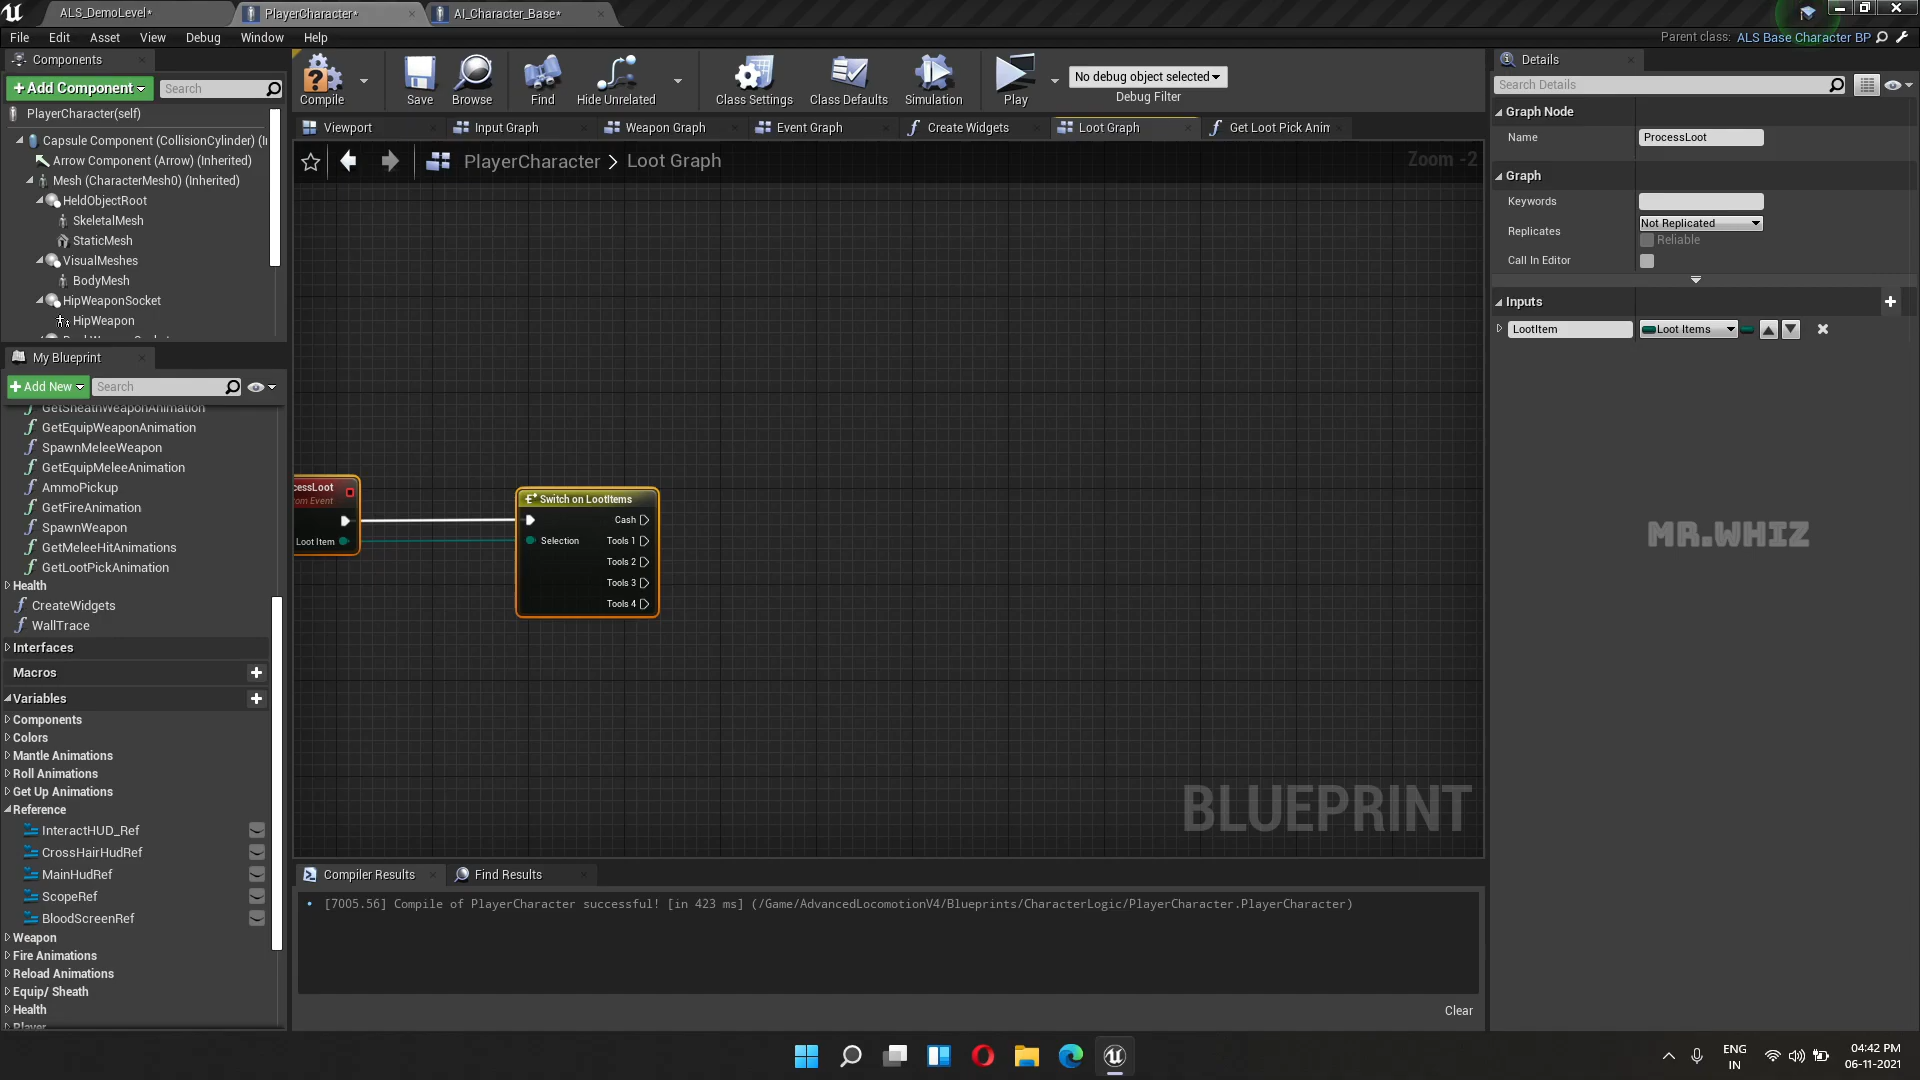 ALS_DemoLevel*
PlayerCharacter*
AI_Character_Base*
File
Edit
Asset
View
Debug
Window
Help
Parent class: ALS Base Character BP
Components
+Add Component
Search
PlayerCharacter(self)
Capsule Component (CollisionCylinder) (I
Arrow Component (Arrow) (Inherited)
Mesh (CharacterMesh0) (Inherited)
HeldObjectRoot
SkeletalMesh
StaticMesh
VisualMeshes
BodyMesh
HipWeaponSocket
HipWeapon
Compile
Save
Browse
Find
Hide Unrelated
Class Settings
Class Defaults
Simulation
Play
No debug object selected
Debug Filter
Viewport
Input Graph
Weapon Graph
Event Graph
Create Widgets
Loot Graph
Get Loot Pick Anim
PlayerCharacter > Loot Graph
Zoom -2
My Blueprint
+Add New
Search
GetSheathWeaponAnimation
GetEquipWeaponAnimation
SpawnMeleeWeapon
GetEquipMeleeAnimation
AmmoPickup
GetFireAnimation
SpawnWeapon
GetMeleeHitAnimations
GetLootPickAnimation
Health
CreateWidgets
WallTrace
Interfaces
Macros
Variables
Components
Colors
Mantle Animations
Roll Animations
Get Up Animations
Reference
InteractHUD_Ref
CrossHairHudRef
MainHudRef
ScopeRef
BloodScreenRef
Weapon
Fire Animations
Reload Animations
Equip/ Sheath
Health
Player
cessLoot
om Event
Loot Item
Switch on LootItems
Cash
Selection
Tools 1
Tools 2
Tools 3
Tools 4
BLUEPRINT
Compiler Results
Find Results
[7005.56] Compile of PlayerCharacter successful! [in 423 ms] (/Game/AdvancedLocomotionV4/Blueprints/CharacterLogic/PlayerCharacter.PlayerCharacter)
Clear
Details
Search Details
Graph Node
Name
ProcessLoot
Graph
Keywords
Replicates
Not Replicated
Reliable
Call In Editor
Inputs
LootItem
Loot Items
MR.WHIZ
ENG
IN
04:42 PM
06-11-2021